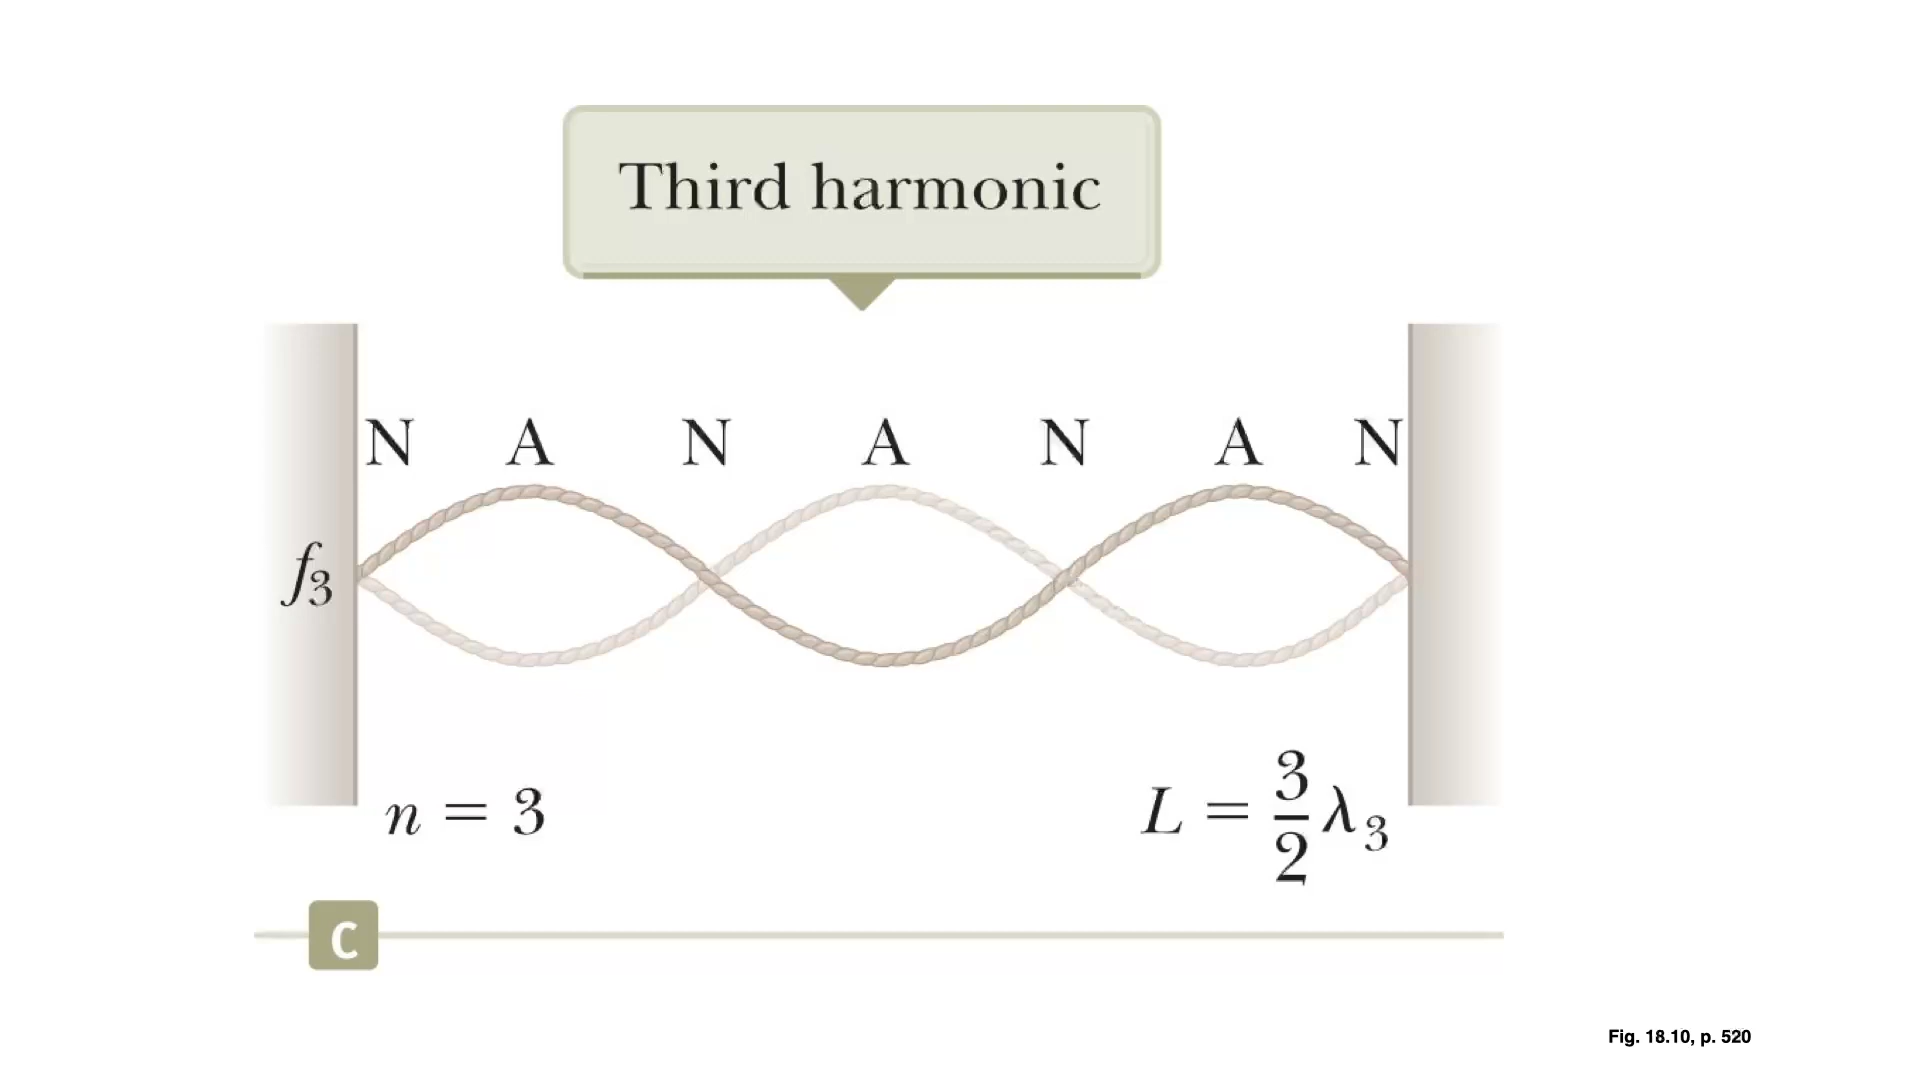 Third harmonic
N A N A N A N
f₃
n = 3
L = 3/2 λ₃
C
Fig. 18.10, p. 520